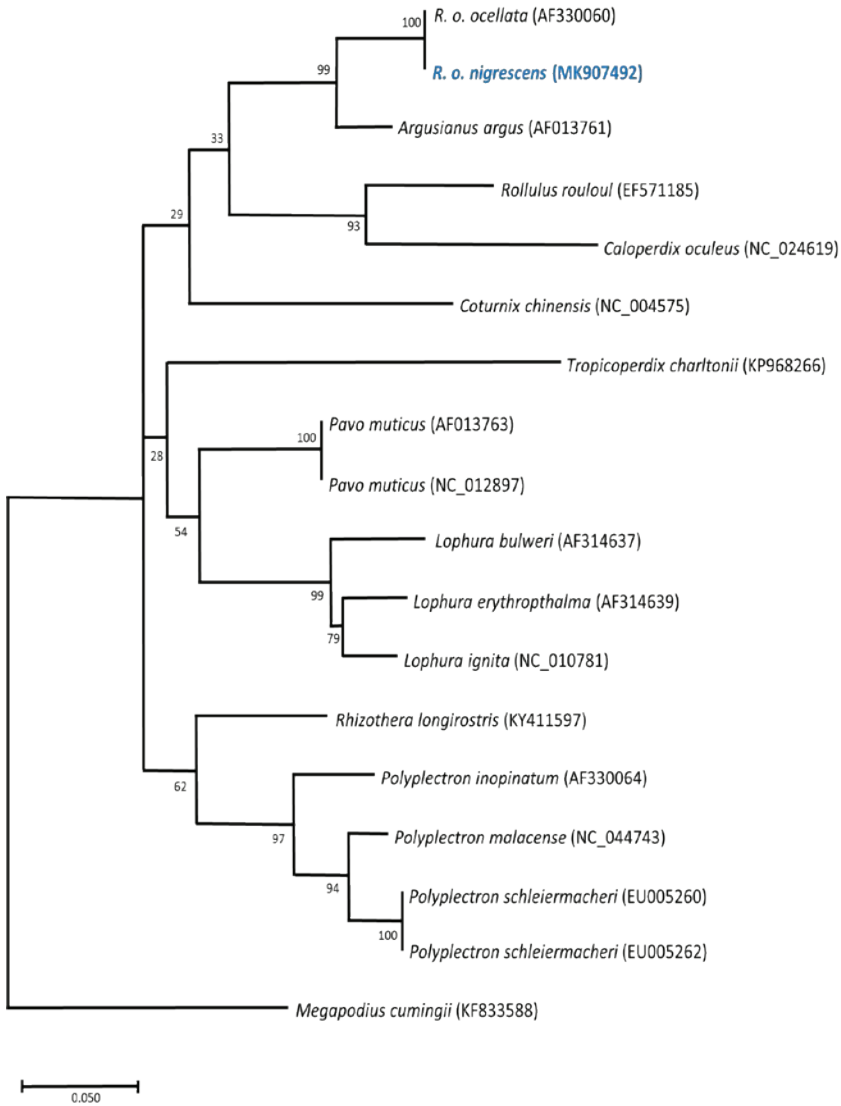 100
R. o. ocellata (AF330060)
R. o. nigrescens (MK907492)
99
Argusianus argus (AF013761)
33
Rollulus rouloul (EF571185)
93
Caloperdix oculeus (NC_024619)
29
Coturnix chinensis (NC_004575)
Tropicoperdix charltonii (KP968266)
28
Pavo muticus (AF013763)
100
Pavo muticus (NC_012897)
54
Lophura bulweri (AF314637)
99
Lophura erythropthalma (AF314639)
79
Lophura ignita (NC_010781)
Rhizothera longirostris (KY411597)
62
Polyplectron inopinatum (AF330064)
97
Polyplectron malacense (NC_044743)
94
Polyplectron schleiermacheri (EU005260)
100
Polyplectron schleiermacheri (EU005262)
Megapodius cumingii (KF833588)
0.050